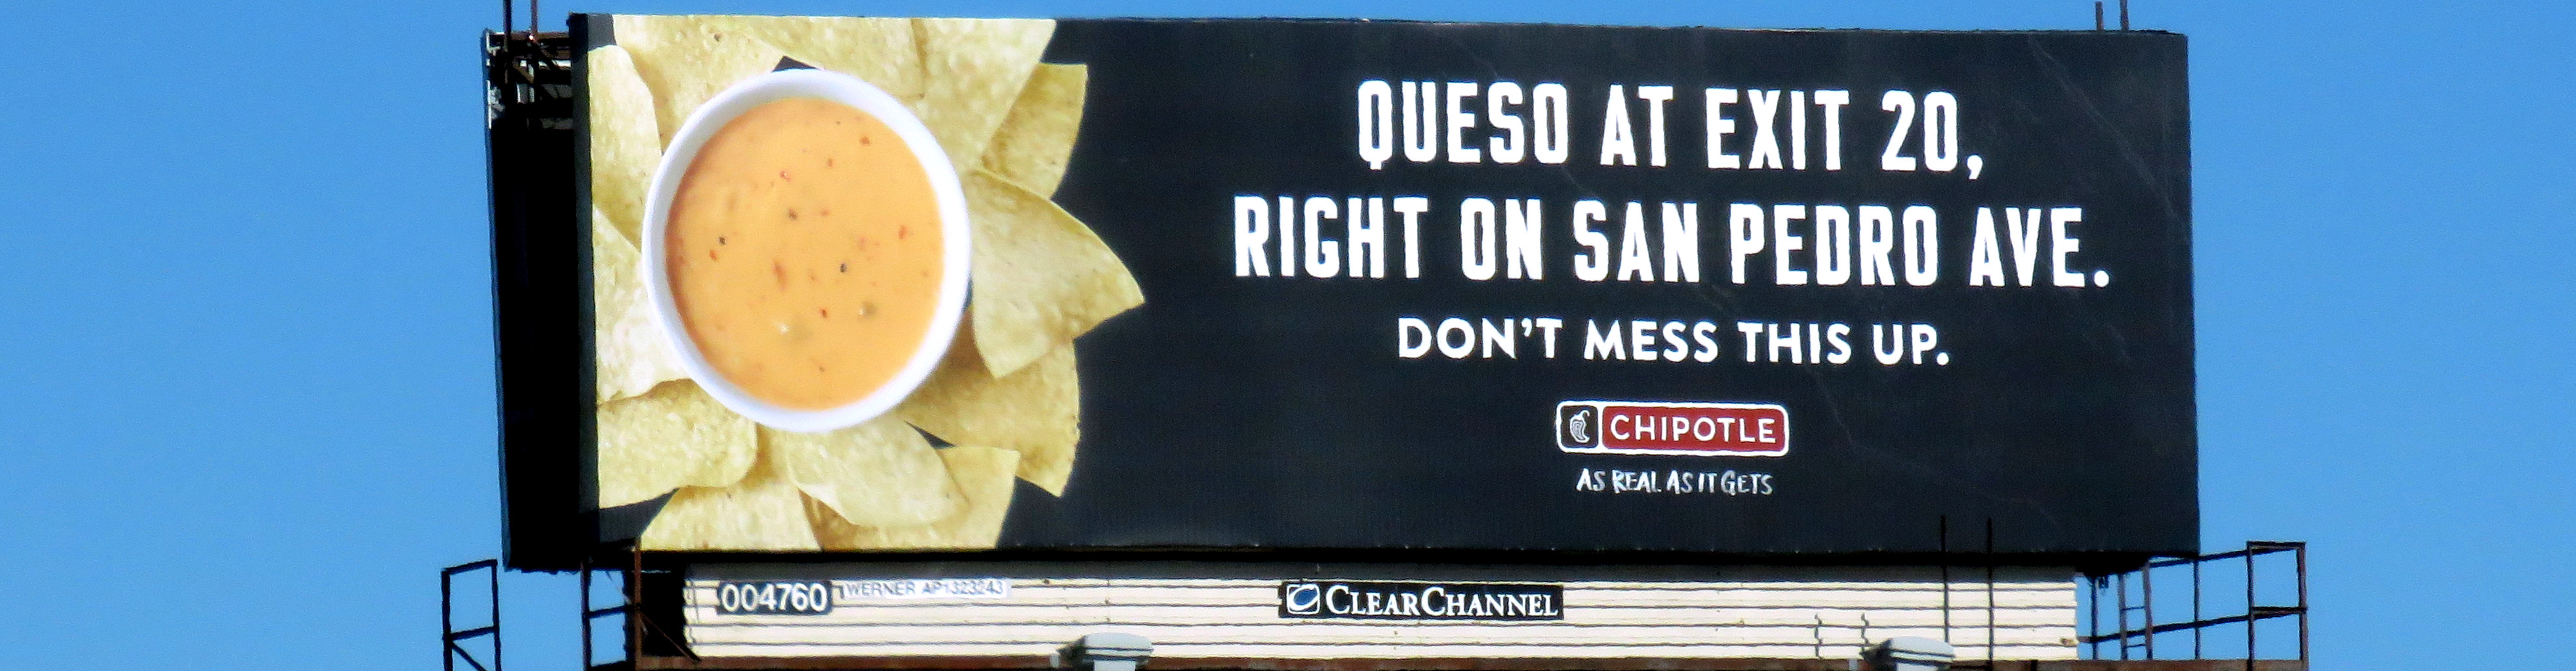 QUESO AT EXIT 20,
RIGHT ON SAN PEDRO AVE.
DON'T MESS THIS UP.
CHIPOTLE
AS REAL AS IT GETS
004760
WERNER AP1323243
CLEARCHANNEL